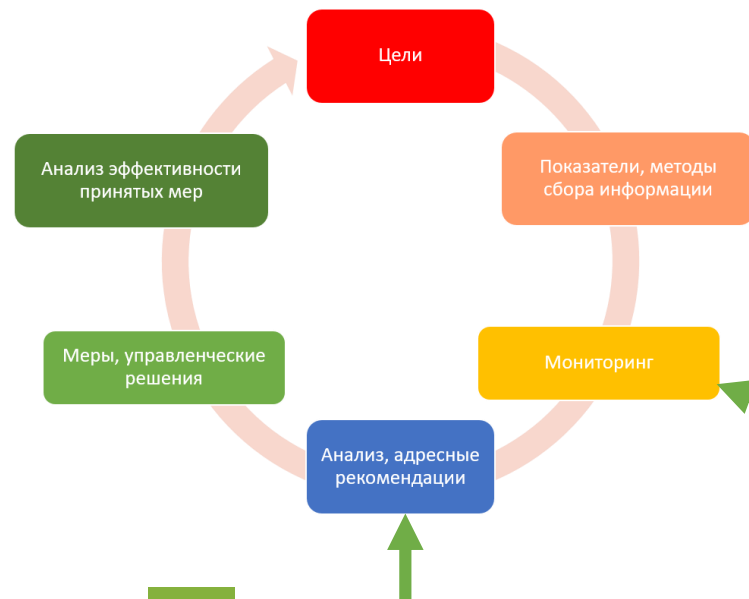 Цели
Показатели, методы
сбора информации
Мониторинг
Анализ, адресные
рекомендации
Меры, управленческие
решения
Анализ эффективности
принятых мер